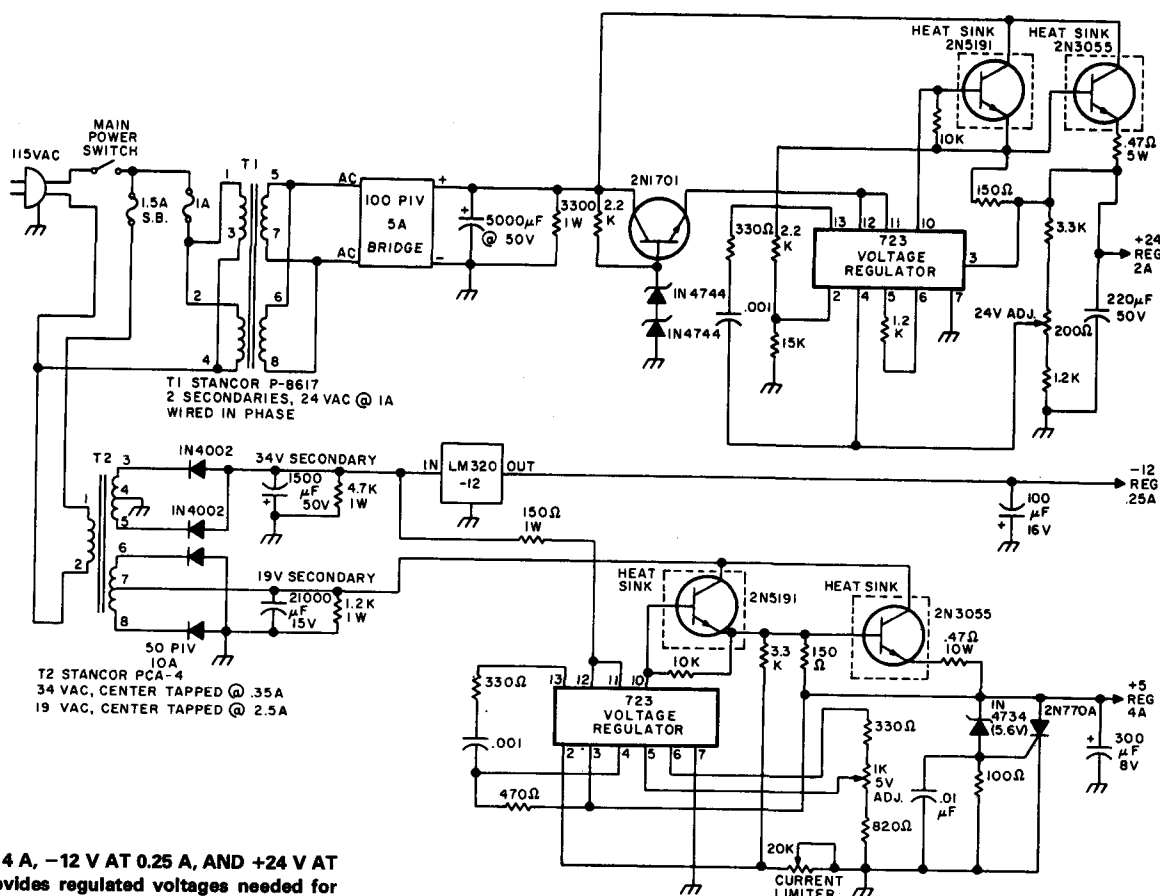 HEAT SINK
2N5191
HEAT SINK
2N3055
10K
.47Ω
5W
MAIN
POWER
SWITCH
115VAC
1.5A
S.B.
1A
T1
1
3
2
4
5
7
6
8
AC
AC
100 PIV
5A
BRIDGE
+
-
+
5000µF
@ 50V
3300
1W
2.2
K
2N1701
IN 4744
IN4744
330Ω
.001
2.2
K
15K
13
12
11
10
723
VOLTAGE
REGULATOR
3
2
4
5
6
7
1.2
K
150Ω
3.3K
24V ADJ.
200Ω
1.2K
220µF
50V
+24
REG
2A
T1 STANCOR P-8617
2 SECONDARIES, 24 VAC @ 1A
WIRED IN PHASE
T2
1
2
3
4
5
6
7
8
IN4002
IN4002
50 PIV
10A
34V SECONDARY
1500
µF
50V
+
4.7K
1W
IN
LM320
-12
OUT
150Ω
1W
-12
REG
.25A
100
µF
16V
+
19V SECONDARY
21000
µF
15V
1.2K
1W
T2 STANCOR PCA-4
34 VAC, CENTER TAPPED @ .35A
19 VAC, CENTER TAPPED @ 2.5A
HEAT
SINK
2N5191
HEAT SINK
2N3055
.47Ω
10W
10K
3.3
K
150
Ω
330Ω
.001
470Ω
13
12
11
10
723
VOLTAGE
REGULATOR
2
3
4
5
6
7
330Ω
1K
5V
ADJ.
820Ω
20K
CURRENT
LIMITER
.01
µF
1N
4734
(5.6V)
100Ω
2N770A
+5
REG
4A
+
300
µF
8V
4 A, −12 V AT 0.25 A, AND +24 V AT
ovides regulated voltages needed for